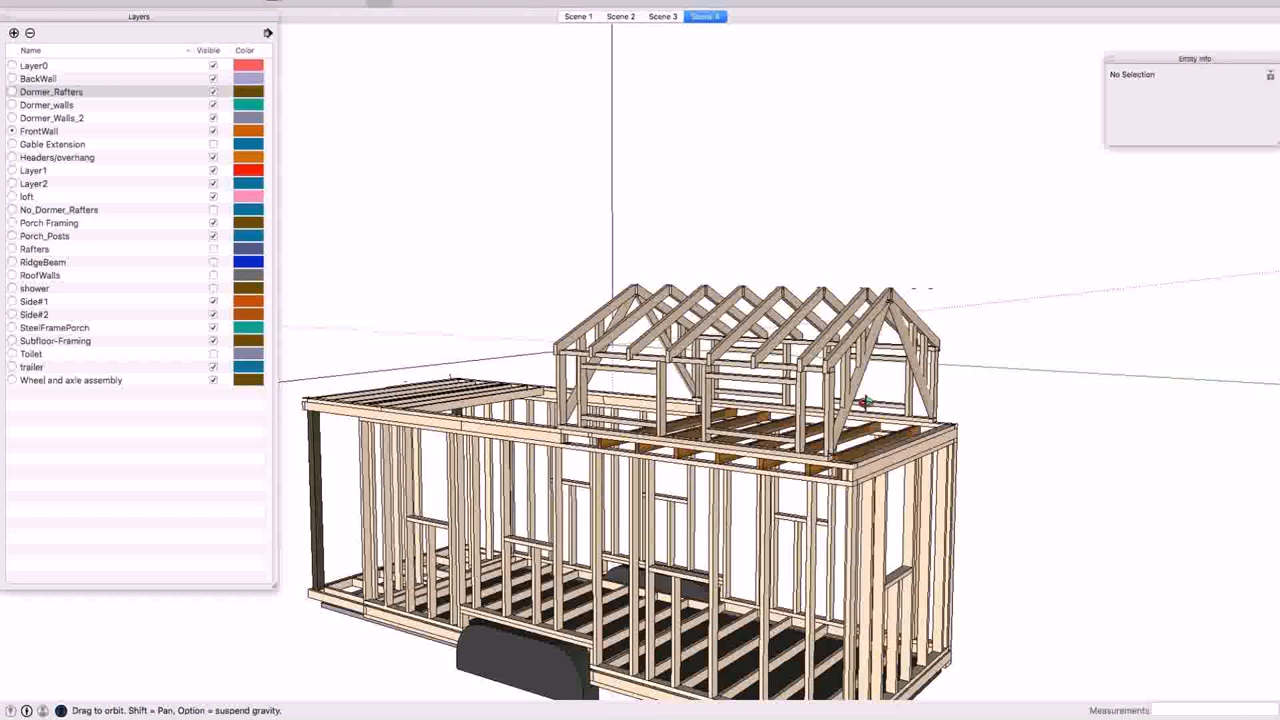 Layers
Scene 1 Scene 2 Scene 3 Scene A
Name Visible Color
Entity Info
No Selection
Layer0
BackWall
Dormer_Rafters
Dormer_walls
Dormer_Walls_2
FrontWall
Gable Extension
Headers/overhang
Layer1
Layer2
loft
No_Dormer_Rafters
Porch Framing
Porch_Posts
Rafters
RidgeBeam
RoofWalls
shower
Side#1
Side#2
SteelFramePorch
Subfloor-Framing
Toilet
trailer
Wheel and axle assembly
Drag to orbit. Shift = Pan, Option = suspend gravity.
Measurements